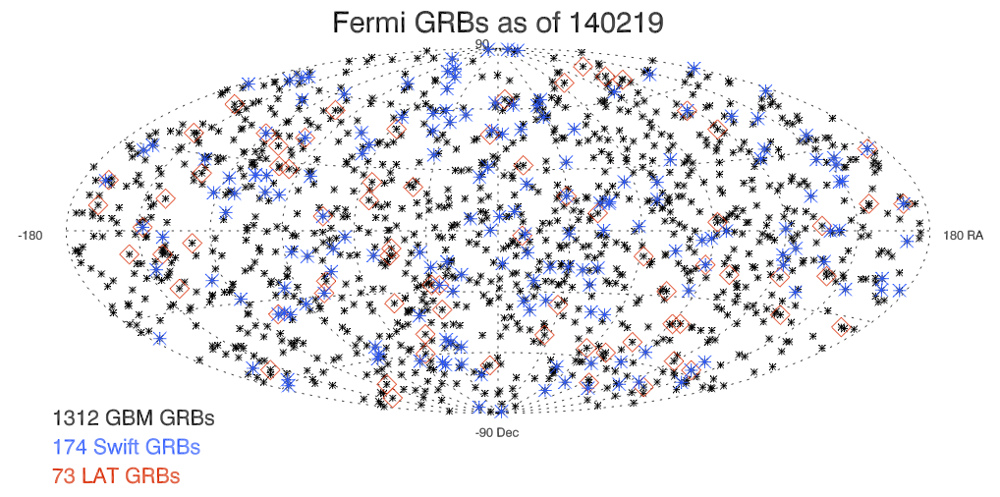 Fermi GRBs as of 140219
90
-180
180 RA
-90 Dec
1312 GBM GRBs
174 Swift GRBs
73 LAT GRBs